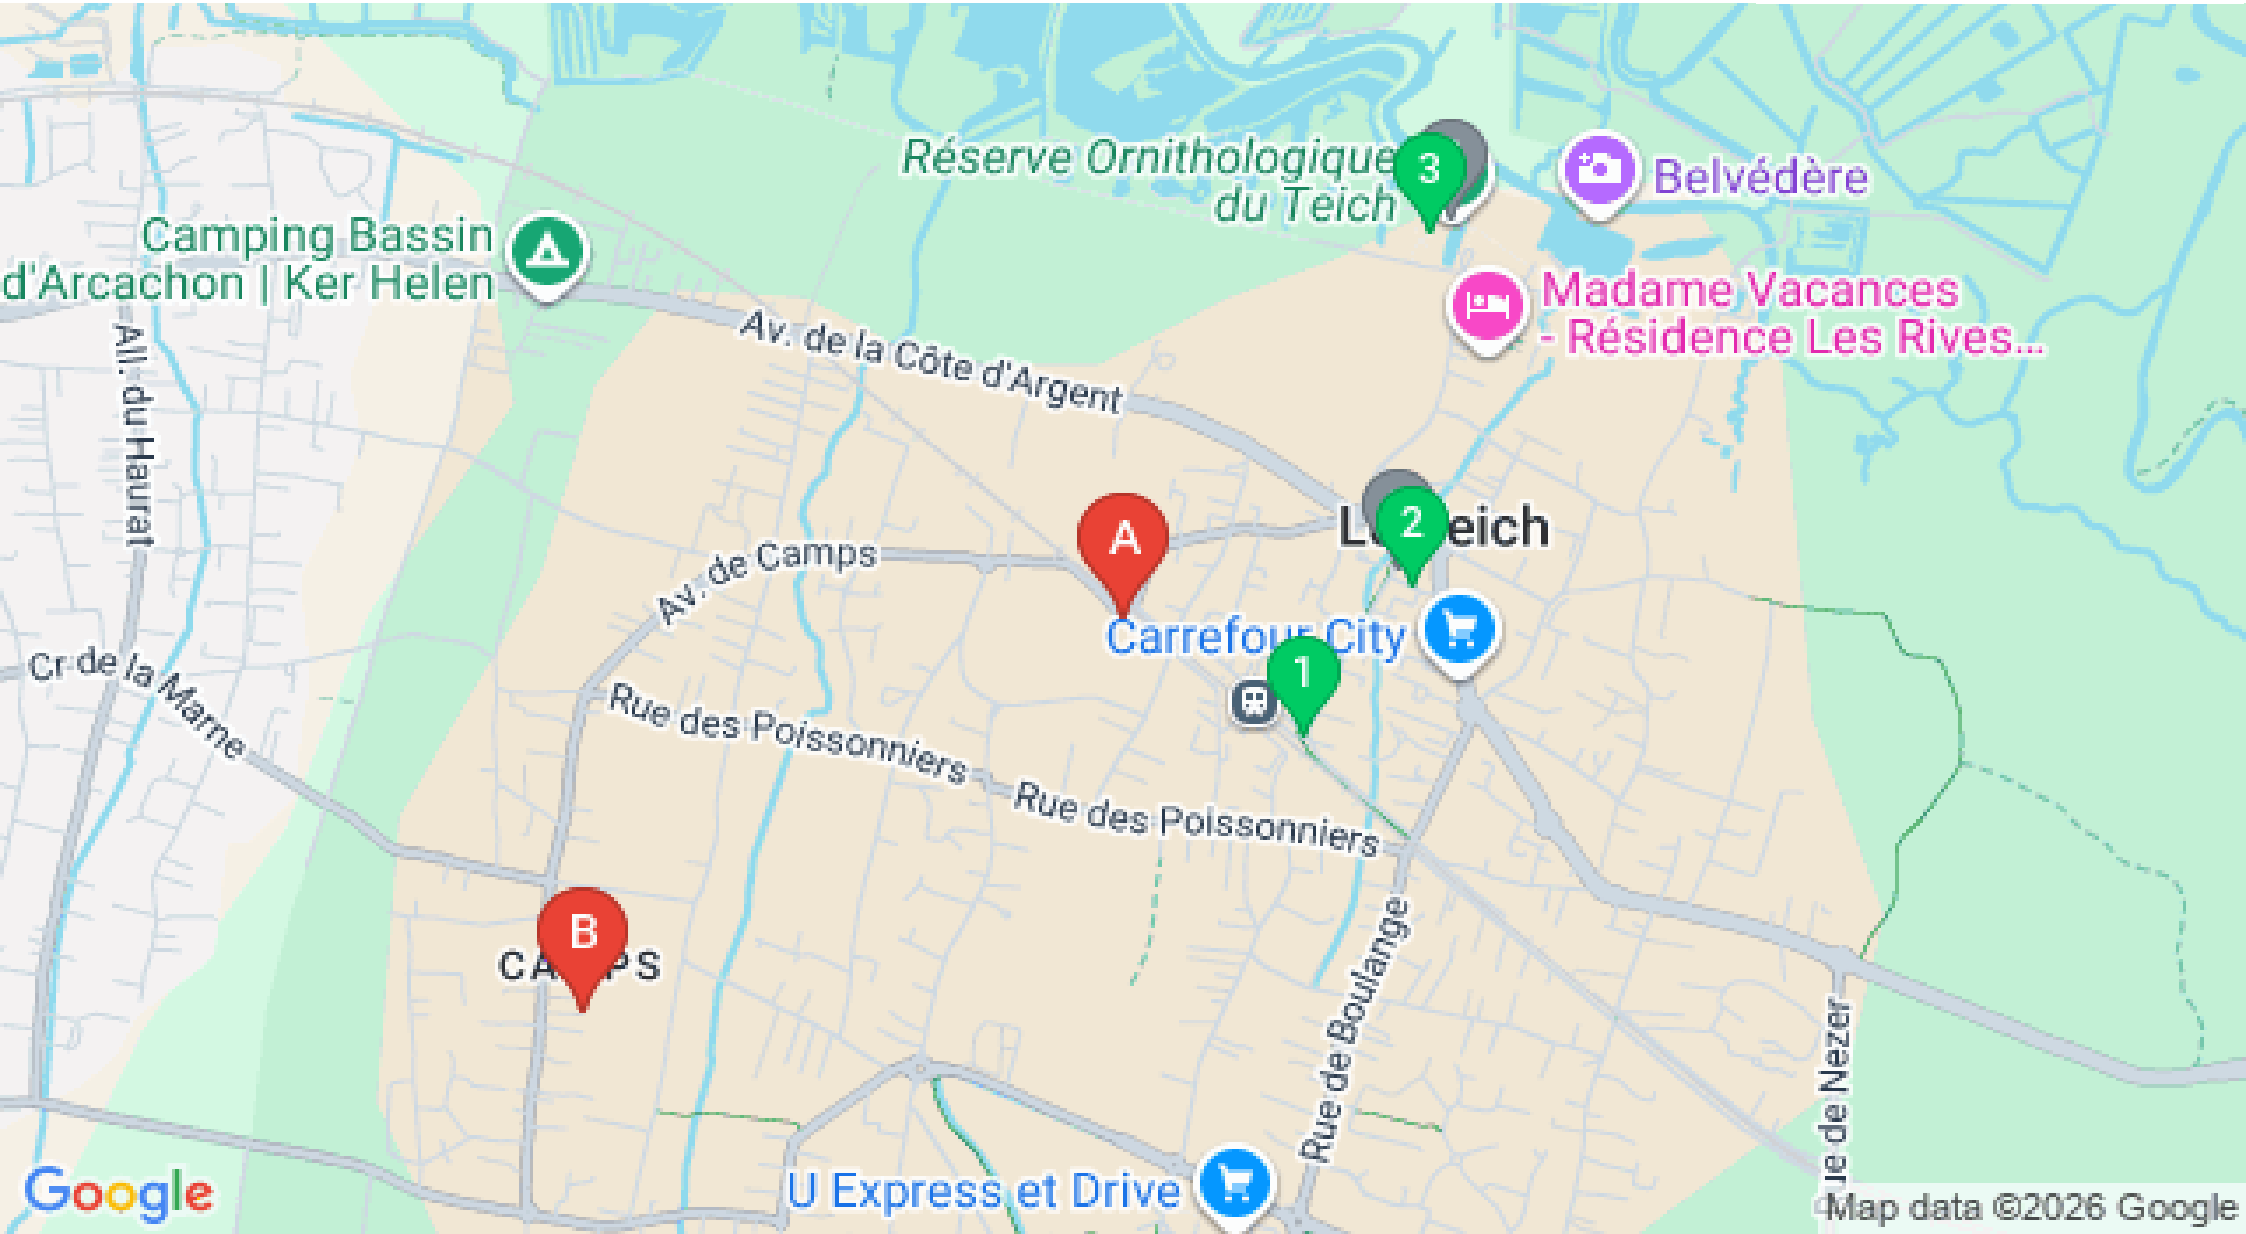 Réserve Ornithologique
du Teich
3
Belvédère
Camping Bassin
d'Arcachon | Ker Helen
Madame Vacances
- Résidence Les Rives...
All. du Haurat
Av. de la Côte d'Argent
A
2
Av. de Camps
Carrefour City
1
Cr de la Marne
Rue des Poissonniers
Rue des Poissonniers
B
Rue de Boulange
U Express et Drive
Google
Map data ©2026 Google